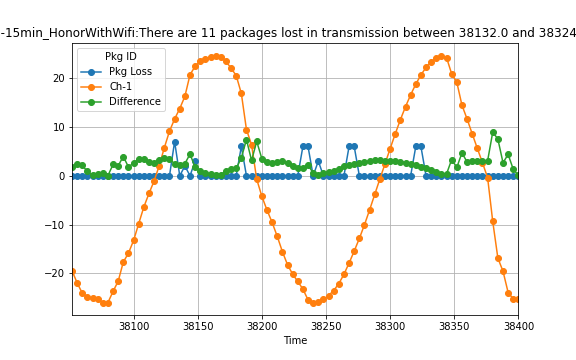 -15min_HonorWithWifi:There are 11 packages lost in transmission between 38132.0 and 38324
Pkg ID
Pkg Loss
Ch-1
Difference
20
10
0
−10
−20
38100 38150 38200 38250 38300 38350 38400
Time